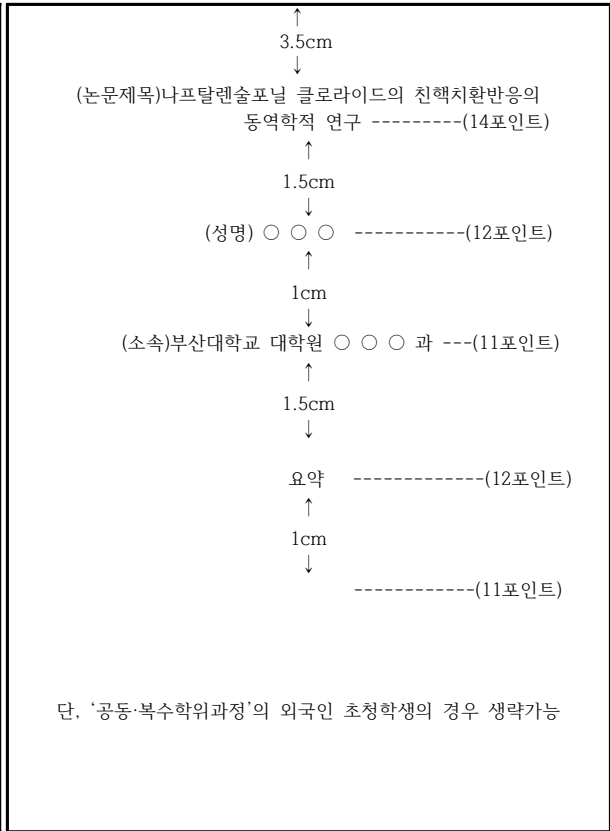 ↑
3.5cm
↓
(논문제목)나프탈렌술포닐 클로라이드의 친핵치환반응의
동역학적 연구 ---------(14포인트)
↑
1.5cm
↓
(성명) ○ ○ ○ -----------(12포인트)
↑
1cm
↓
(소속)부산대학교 대학원 ○ ○ ○ 과 ---(11포인트)
↑
1.5cm
↓
요약 -------------(12포인트)
↑
1cm
↓
------------(11포인트)
단, ‘공동·복수학위과정’의 외국인 초청학생의 경우 생략가능